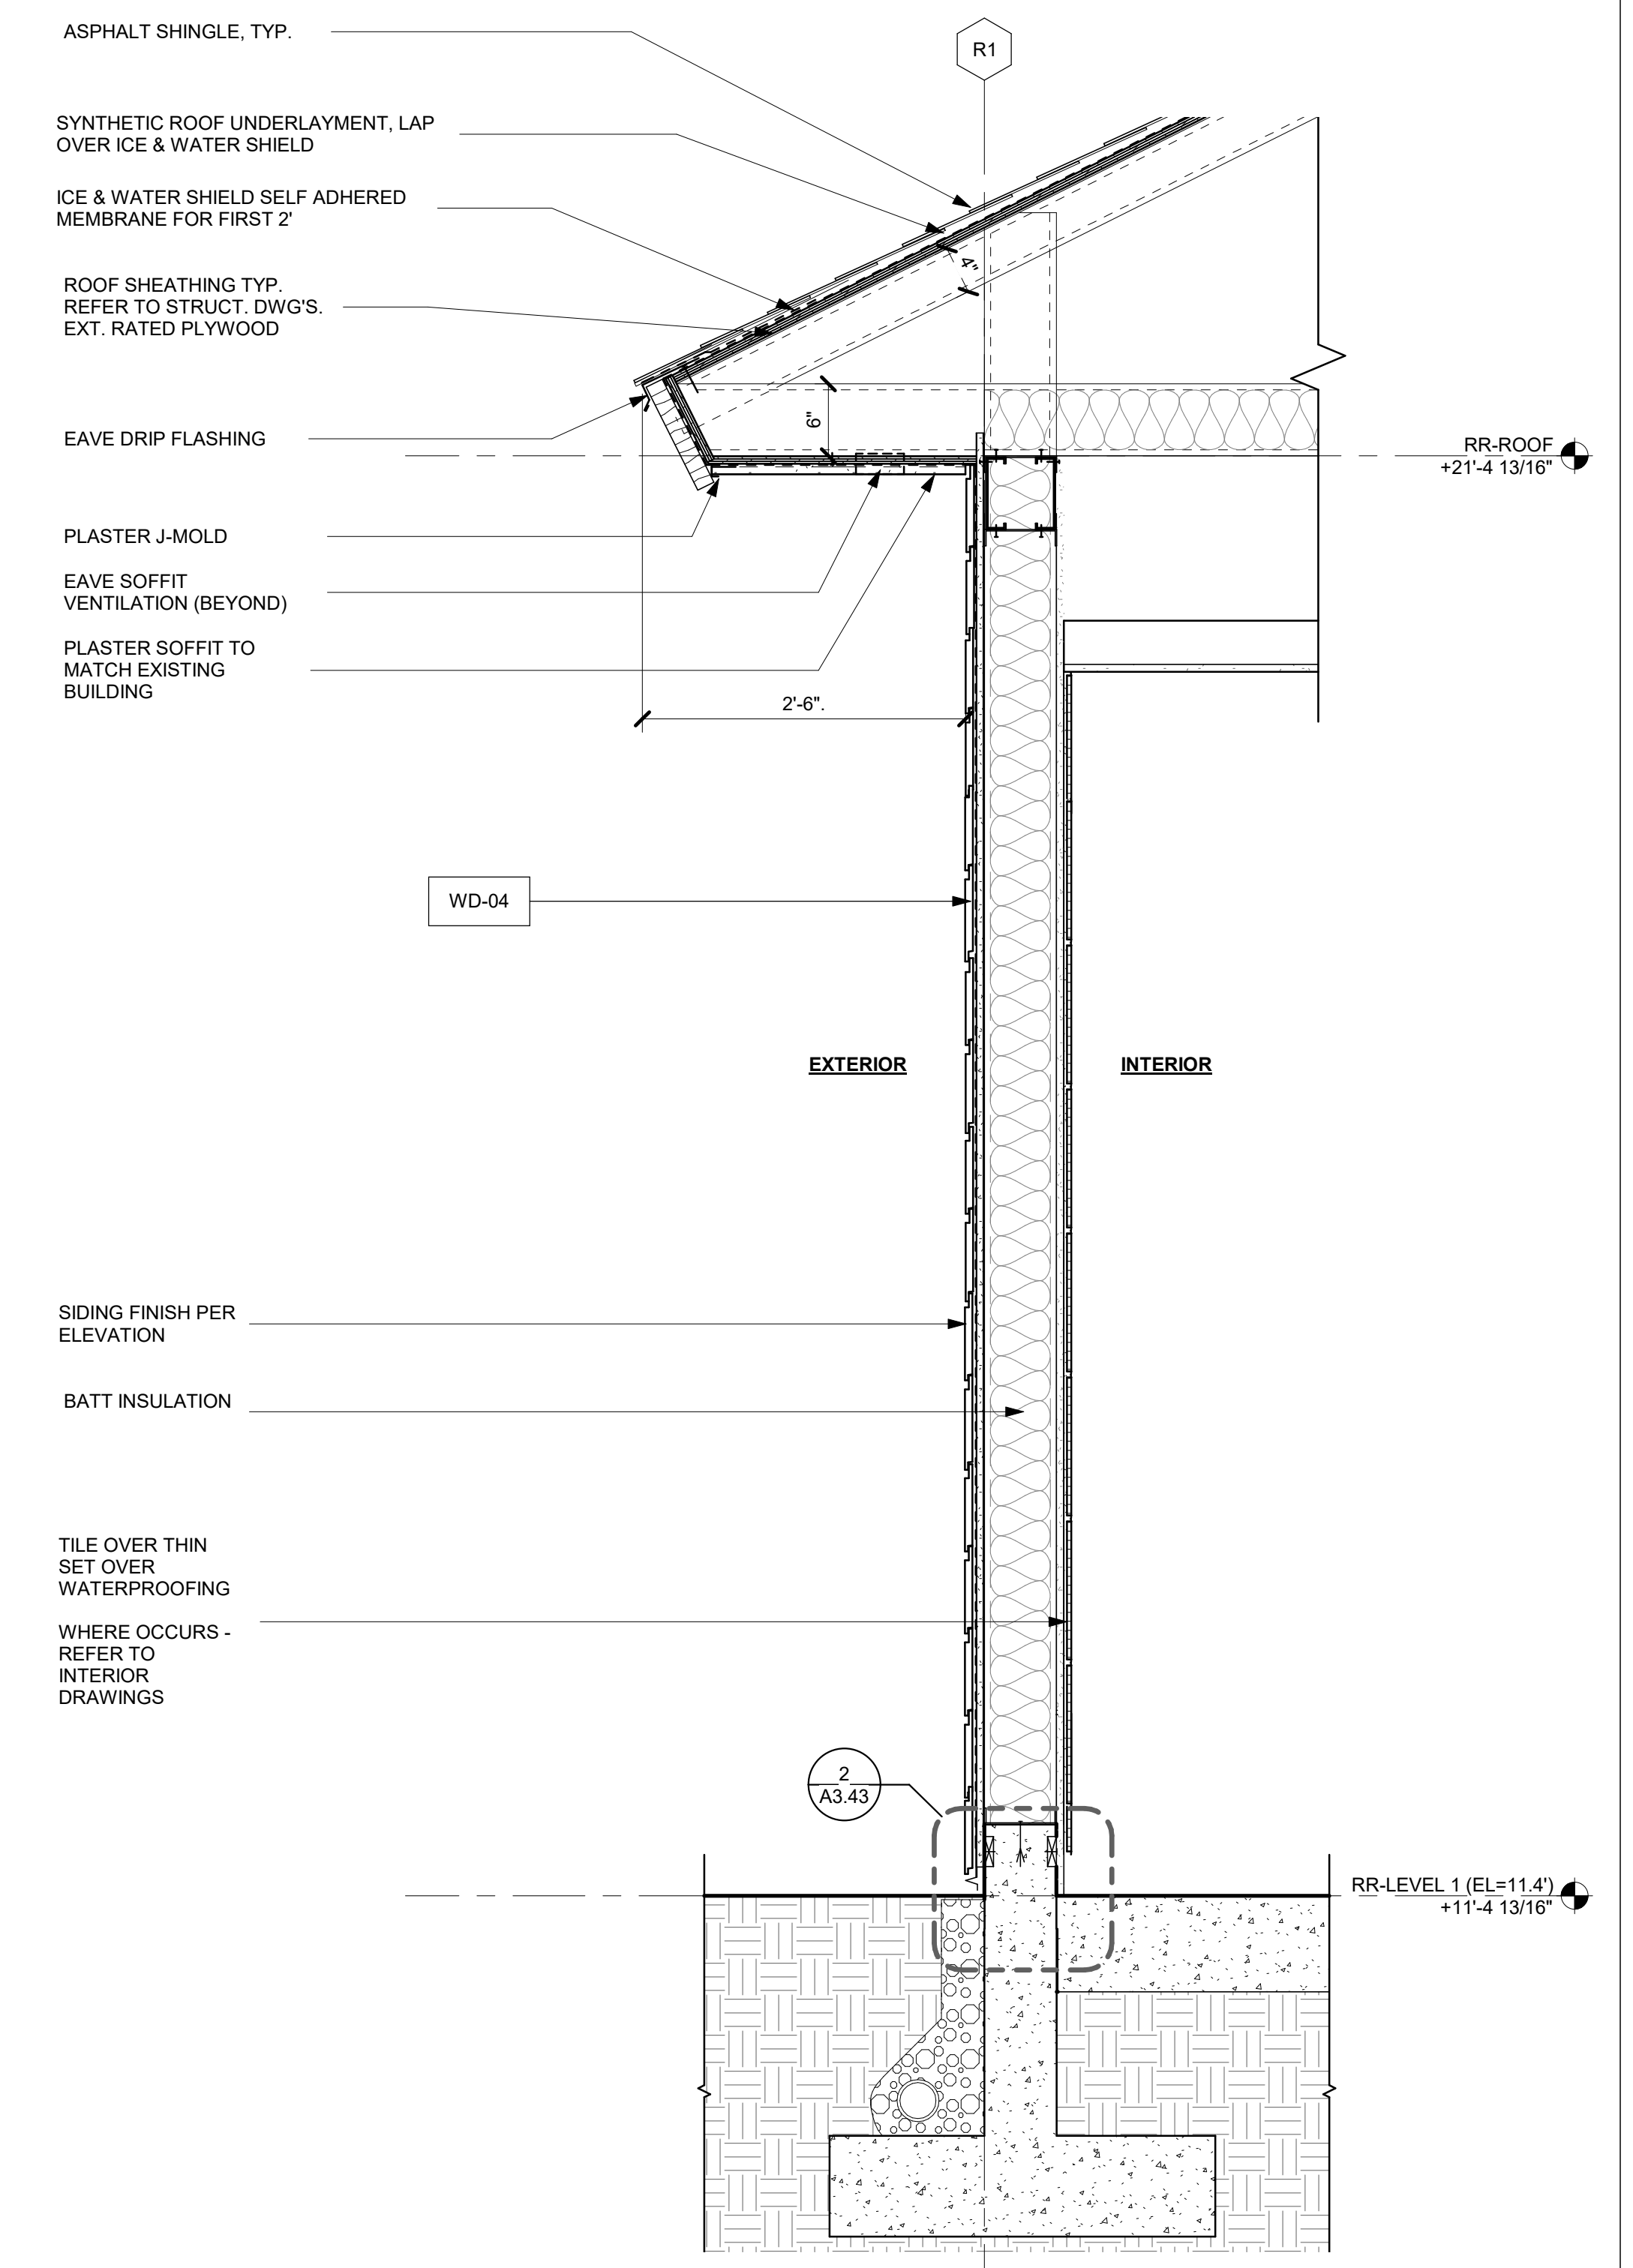 ASPHALT SHINGLE, TYP.
R1
SYNTHETIC ROOF UNDERLAYMENT, LAP
OVER ICE & WATER SHIELD
ICE & WATER SHIELD SELF ADHERED
MEMBRANE FOR FIRST 2'
4"
ROOF SHEATHING TYP.
REFER TO STRUCT. DWG'S.
EXT. RATED PLYWOOD
6"
EAVE DRIP FLASHING
RR-ROOF
+21'-4 13/16"
PLASTER J-MOLD
EAVE SOFFIT
VENTILATION (BEYOND)
PLASTER SOFFIT TO
MATCH EXISTING
BUILDING
2'-6".
WD-04
EXTERIOR
INTERIOR
SIDING FINISH PER
ELEVATION
BATT INSULATION
TILE OVER THIN
SET OVER
WATERPROOFING
WHERE OCCURS -
REFER TO
INTERIOR
DRAWINGS
2
A3.43
RR-LEVEL 1 (EL=11.4')
+11'-4 13/16"